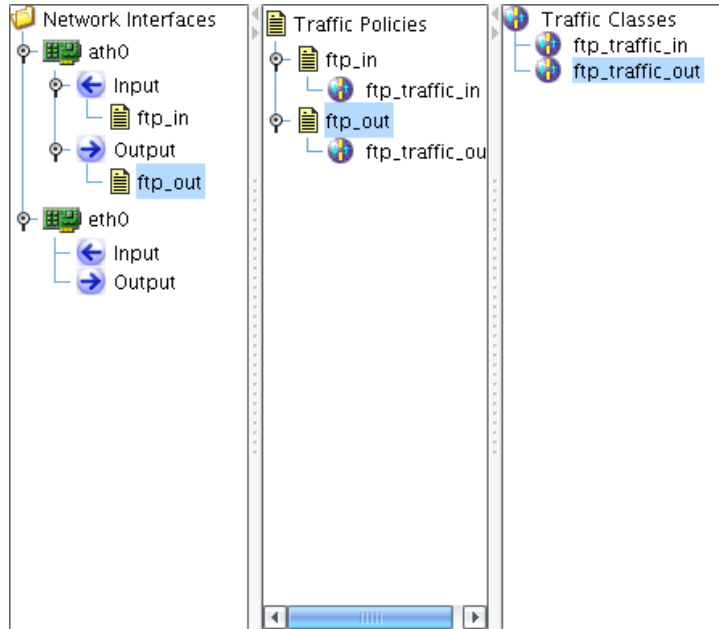 Network Interfaces
ath0
Input
ftp_in
Output
ftp_out
eth0
Input
Output
Traffic Policies
ftp_in
ftp_traffic_in
ftp_out
ftp_traffic_ou
Traffic Classes
ftp_traffic_in
ftp_traffic_out